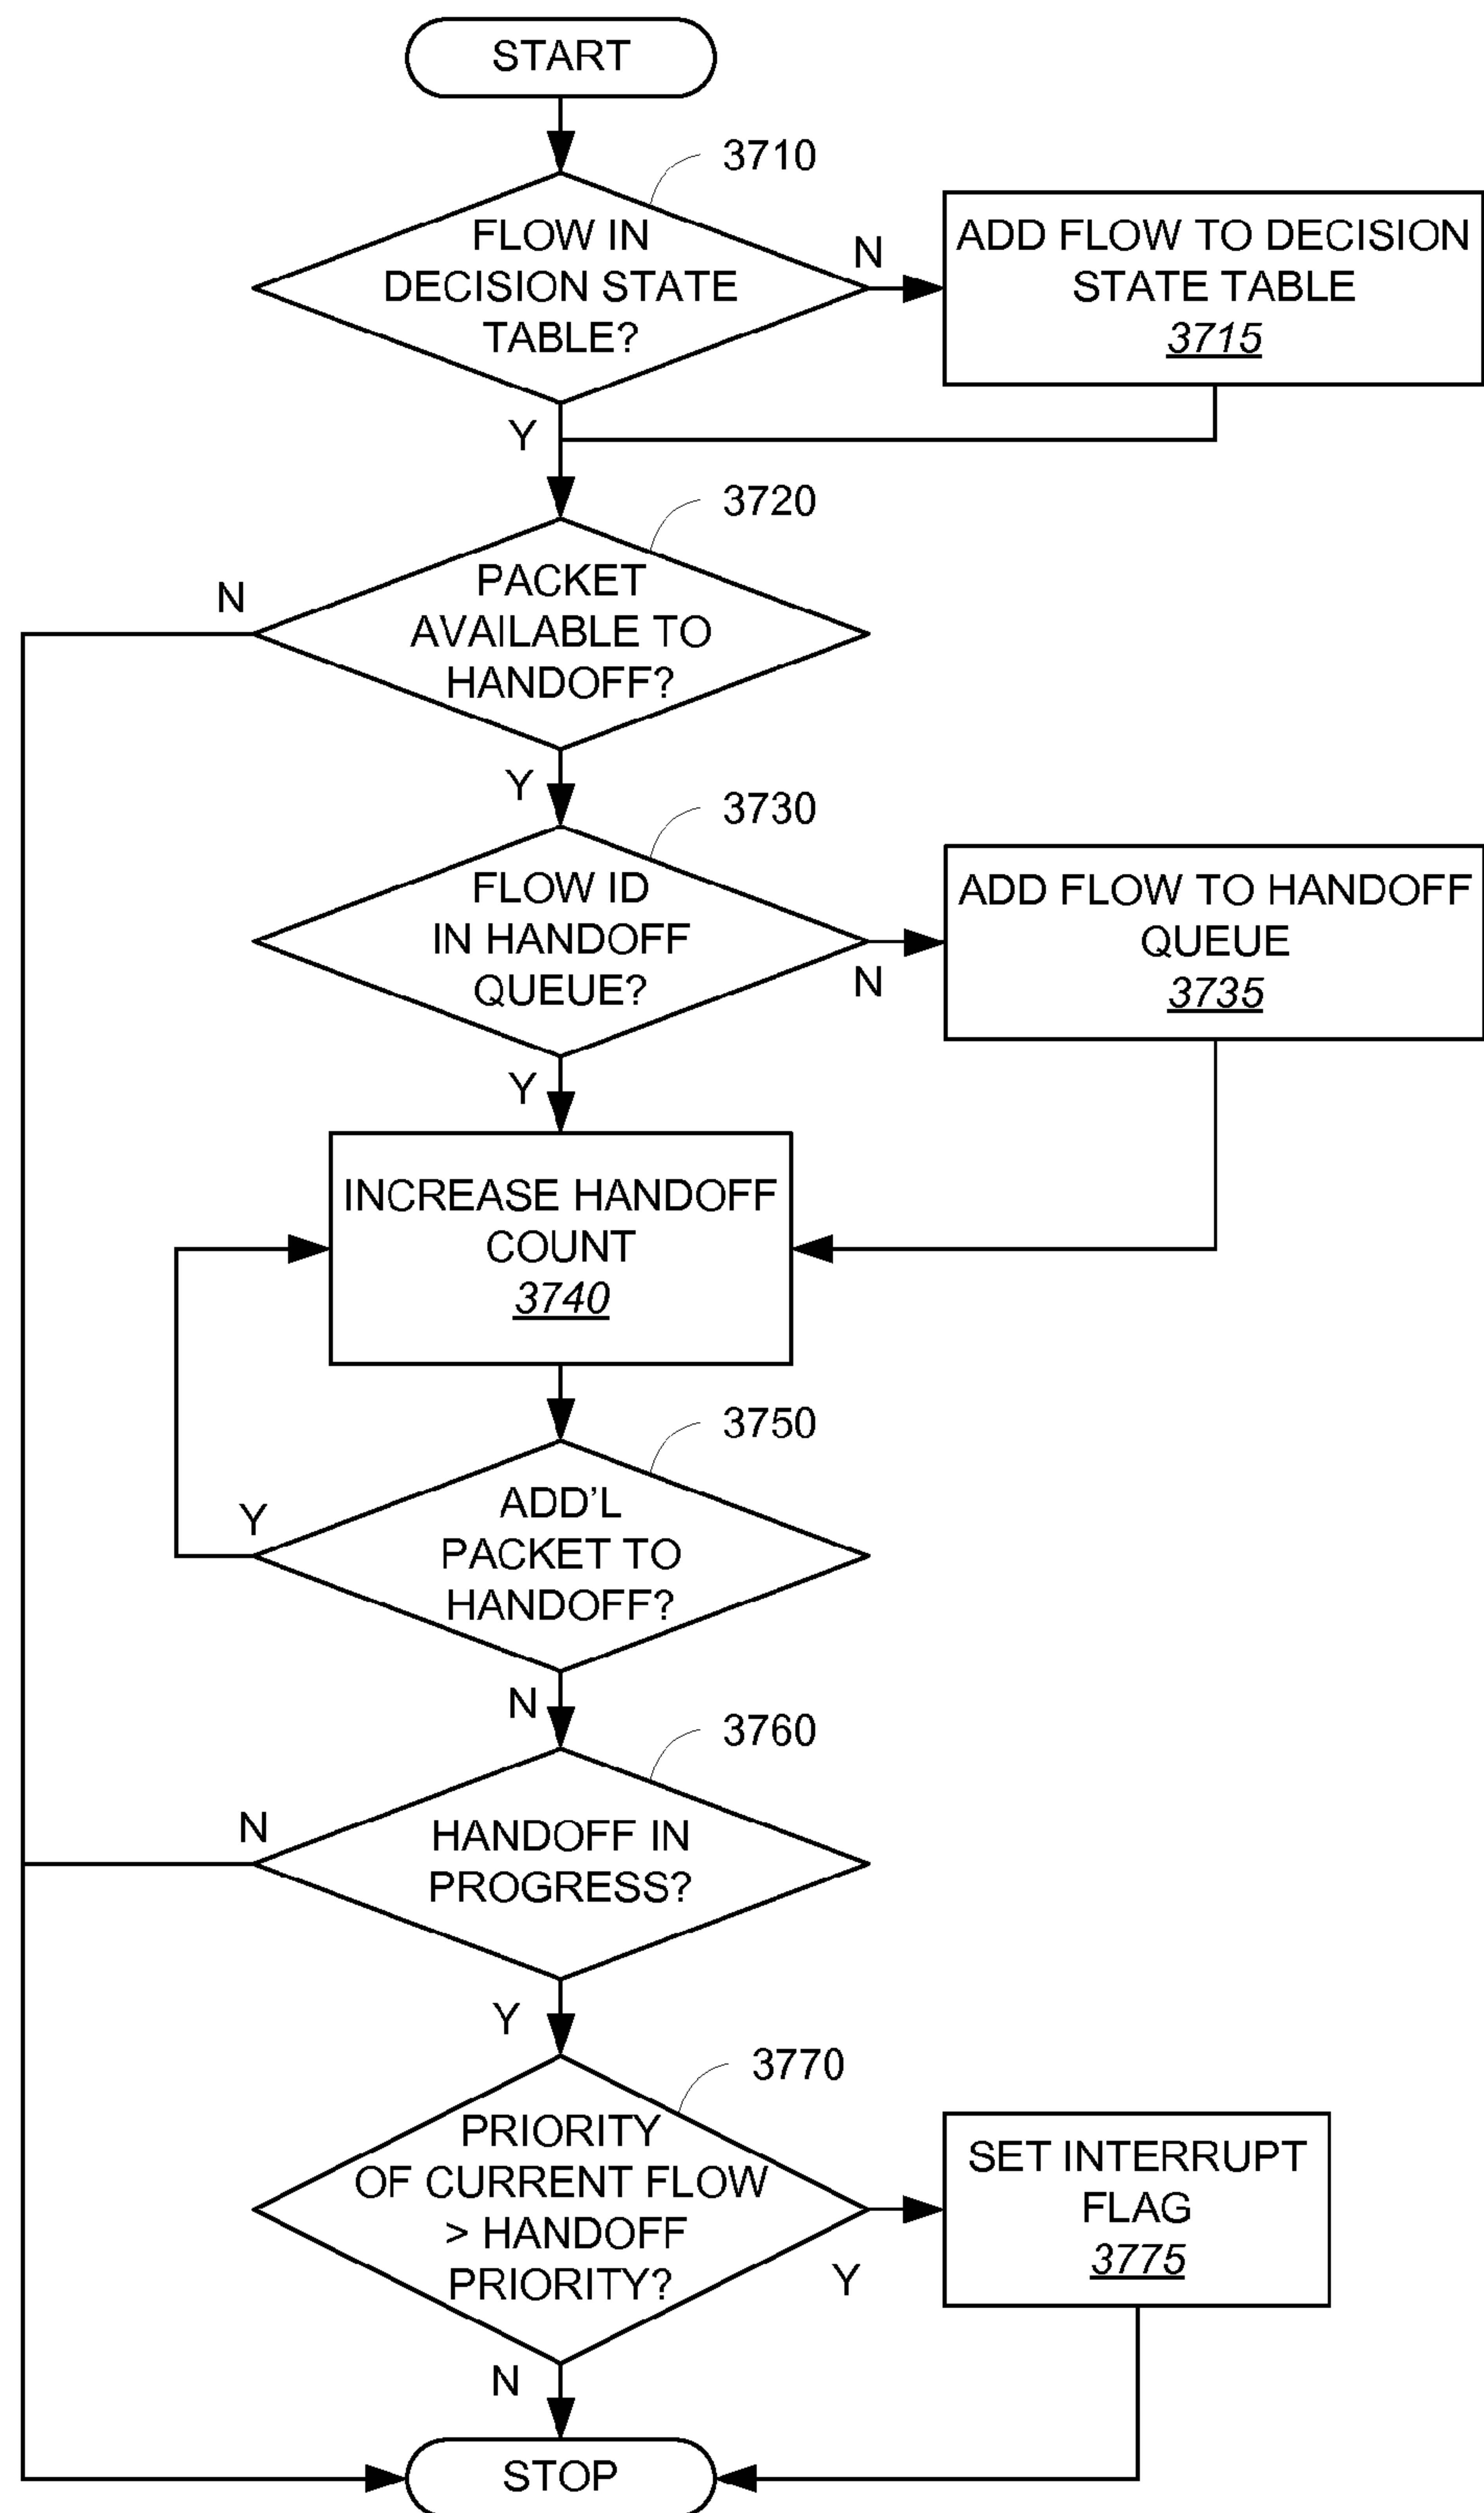 START
3710
FLOW IN
DECISION STATE
TABLE?
N
ADD FLOW TO DECISION
STATE TABLE
3715
Y
3720
PACKET
AVAILABLE TO
HANDOFF?
N
Y
3730
FLOW ID
IN HANDOFF
QUEUE?
N
ADD FLOW TO HANDOFF
QUEUE
3735
Y
INCREASE HANDOFF
COUNT
3740
3750
ADD'L
PACKET TO
HANDOFF?
Y
N
3760
HANDOFF IN
PROGRESS?
N
Y
3770
PRIORITY
OF CURRENT FLOW
> HANDOFF
PRIORITY?
Y
SET INTERRUPT
FLAG
3775
N
STOP